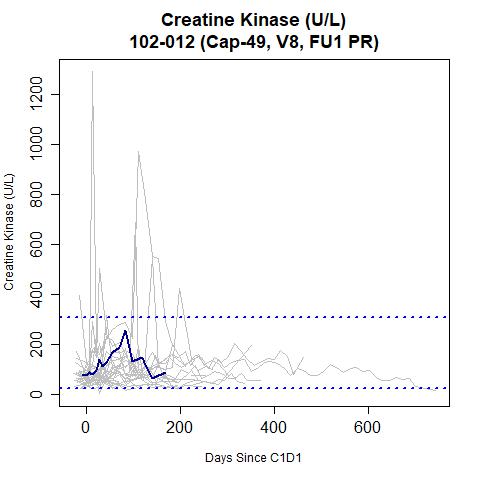 Creatine Kinase (U/L)
102-012 (Cap-49, V8, FU1 PR)
Creatine Kinase (U/L)
1200
1000
800
600
400
200
0
0 200 400 600
Days Since C1D1